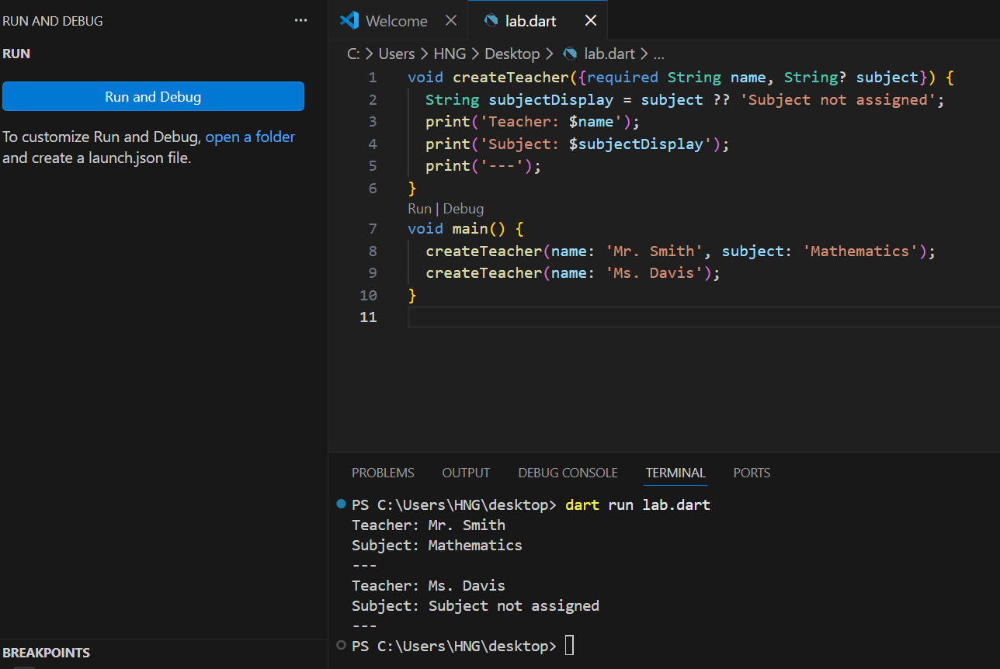 RUN AND DEBUG
RUN
Run and Debug
To customize Run and Debug, open a folder
and create a launch.json file.
BREAKPOINTS
Welcome
lab.dart
C: > Users > HNG > Desktop > lab.dart > ...
1 void createTeacher({required String name, String? subject}) {
2 String subjectDisplay = subject ?? 'Subject not assigned';
3 print('Teacher: $name');
4 print('Subject: $subjectDisplay');
5 print('---');
6 }
Run | Debug
7 void main() {
8 createTeacher(name: 'Mr. Smith', subject: 'Mathematics');
9 createTeacher(name: 'Ms. Davis');
10 }
11
PROBLEMS OUTPUT DEBUG CONSOLE TERMINAL PORTS
PS C:\Users\HNG\desktop> dart run lab.dart
Teacher: Mr. Smith
Subject: Mathematics
---
Teacher: Ms. Davis
Subject: Subject not assigned
---
PS C:\Users\HNG\desktop>